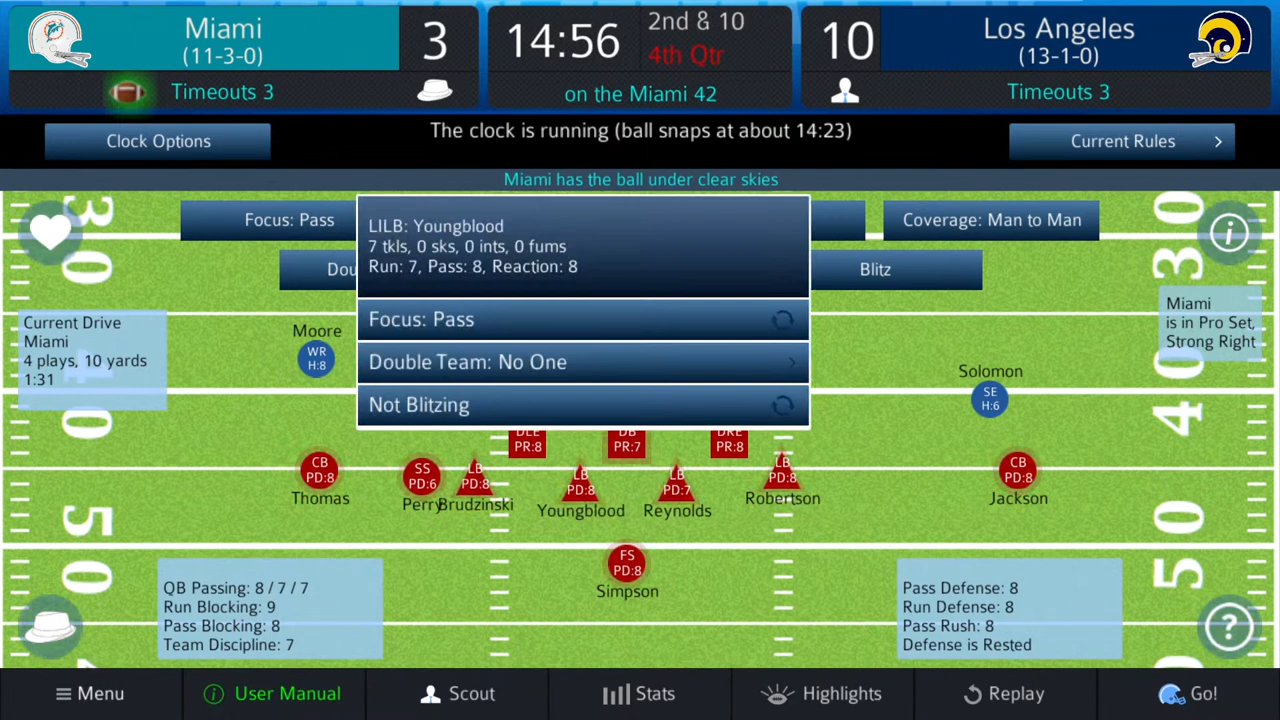 Miami
(11-3-0)
3
14:56
2nd & 10
4th Qtr
10
Los Angeles
(13-1-0)
Timeouts 3
on the Miami 42
Timeouts 3
Clock Options
The clock is running (ball snaps at about 14:23)
Current Rules
Miami has the ball under clear skies
Focus: Pass
Coverage: Man to Man
Dou
Blitz
LILB: Youngblood
7 tkls, 0 sks, 0 ints, 0 fums
Run: 7, Pass: 8, Reaction: 8
Focus: Pass
Double Team: No One
Not Blitzing
Current Drive
Miami
4 plays, 10 yards
1:31
Moore
WR
H:8
Miami
is in Pro Set,
Strong Right
Solomon
SE
H:6
DLE
PR:8
DB
PR:7
DRE
PR:8
CB
PD:8
Thomas
SS
PD:6
Perry
LB
PD:8
Brudzinski
LB
PD:8
Youngblood
LB
PD:7
Reynolds
LB
PD:8
Robertson
CB
PD:8
Jackson
FS
PD:8
Simpson
30
40
50
30
40
50
QB Passing: 8 / 7 / 7
Run Blocking: 9
Pass Blocking: 8
Team Discipline: 7
Pass Defense: 8
Run Defense: 8
Pass Rush: 8
Defense is Rested
Menu
User Manual
Scout
Stats
Highlights
Replay
Go!